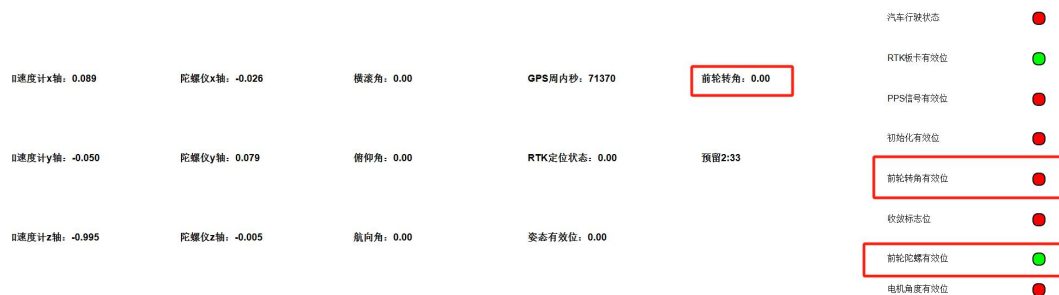 汽车行驶状态
RTK板卡有效位
速度计x轴：0.089 陀螺仪x轴：-0.026 横滚角：0.00 GPS周内秒：71370 前轮转角：0.00
PPS信号有效位
初始化有效位
速度计y轴：-0.050 陀螺仪y轴：0.079 俯仰角：0.00 RTK定位状态：0.00 预留2:33
前轮转角有效位
收敛标志位
速度计z轴：-0.995 陀螺仪z轴：-0.005 航向角：0.00 姿态有效位：0.00
前轮陀螺有效位
电机角度有效位